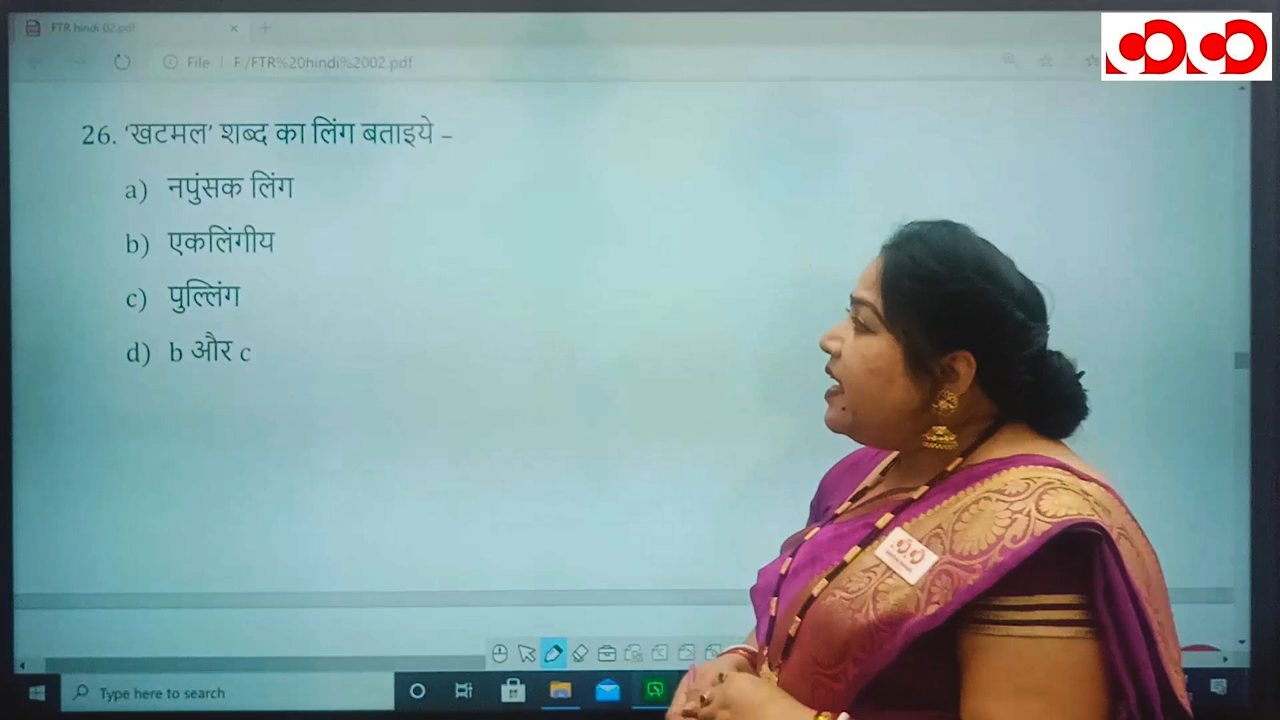 FTR hindi 02.pdf
File F:/FTR%20hindi%2002.pdf
26. ‘खटमल’ शब्द का लिंग बताइये –
a) नपुंसक लिंग
b) एकलिंगीय
c) पुल्लिंग
d) b और c
Type here to search